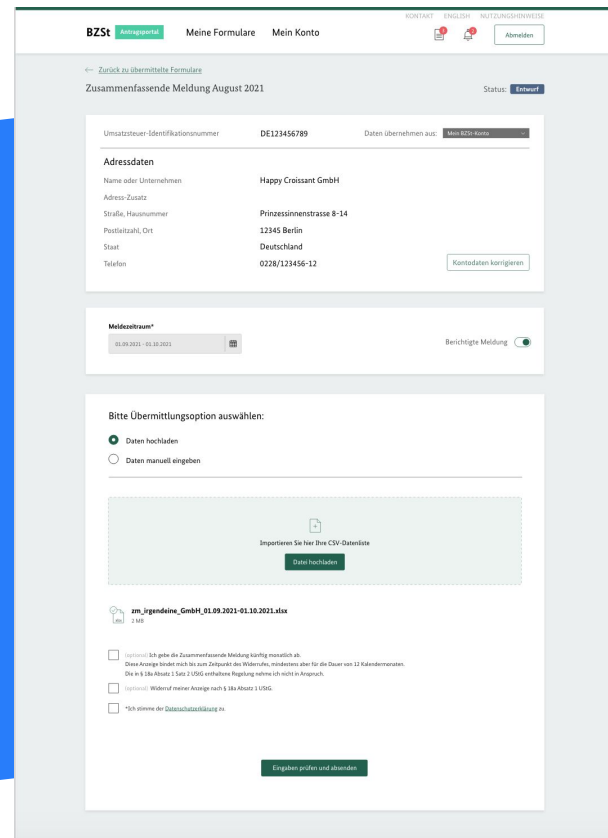 KONTAKT ENGLISH NUTZUNGSHINWEISE
BZSt Antragsportal Meine Formulare Mein Konto Abmelden
← Zurück zu übermittelte Formulare
Zusammenfassende Meldung August 2021 Status: Entwurf
Umsatzsteuer-Identifikationsnummer DE123456789 Daten übernehmen aus: Mein BZSt-Konto
Adressdaten
Name oder Unternehmen Happy Croissant GmbH
Adress-Zusatz
Straße, Hausnummer Prinzessinnenstrasse 8-14
Postleitzahl, Ort 12345 Berlin
Staat Deutschland
Telefon 0228/123456-12 Kontodaten korrigieren
Meldezeitraum*
01.09.2021 - 01.10.2021 Berichtigte Meldung
Bitte Übermittlungsoption auswählen:
Daten hochladen
Daten manuell eingeben
Importieren Sie hier Ihre CSV-Datenliste
Datei hochladen
zm_irgendeine_GmbH_01.09.2021-01.10.2021.xlsx
2 MB
(optional) Ich gebe die Zusammenfassende Meldung künftig monatlich ab.
Diese Anzeige bindet mich bis zum Zeitpunkt des Widerrufes, mindestens aber für die Dauer von 12 Kalendermonaten.
Die in § 18a Absatz 1 Satz 2 UStG enthaltene Regelung nehme ich nicht in Anspruch.
(optional) Widerruf meiner Anzeige nach § 18a Absatz 1 UStG.
*Ich stimme der Datenschutzerklärung zu.
Eingaben prüfen und absenden